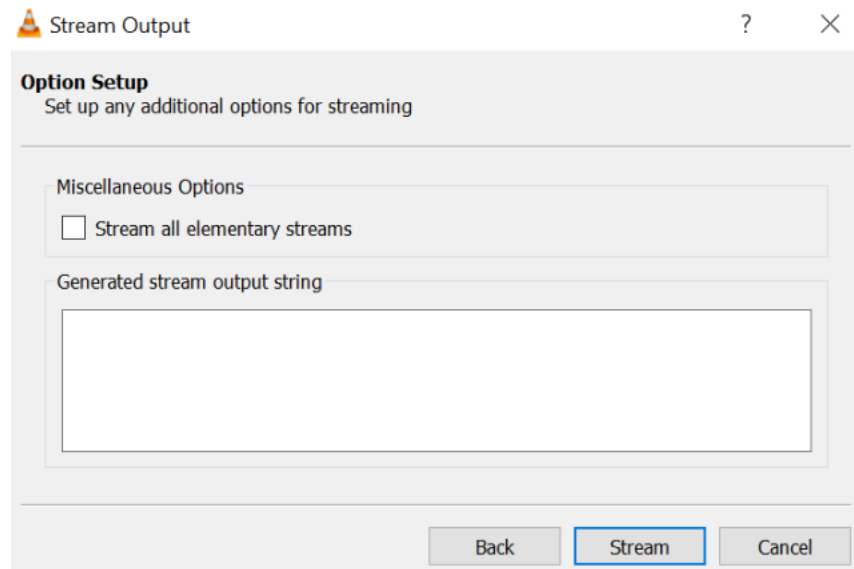 Stream Output
?
Option Setup
Set up any additional options for streaming
Miscellaneous Options
Stream all elementary streams
Generated stream output string
Back Stream Cancel